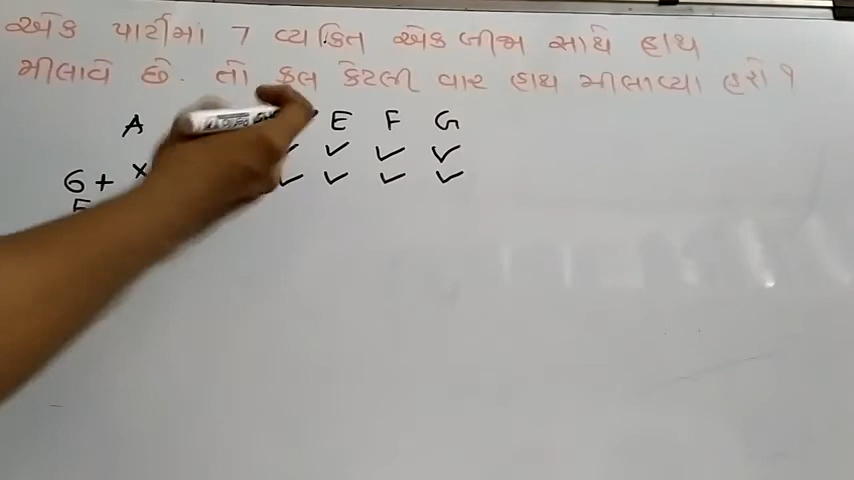 એક પાર્ટીમાં 7 વ્યકિત એક બીજા સાથે હાથ
મીલાવે છે. તો કુલ કેટલી વાર હાથ મીલાવ્યા હશે ?
A E F G
✓ ✓ ✓ ✓
6 + × ✓ ✓ ✓ ✓